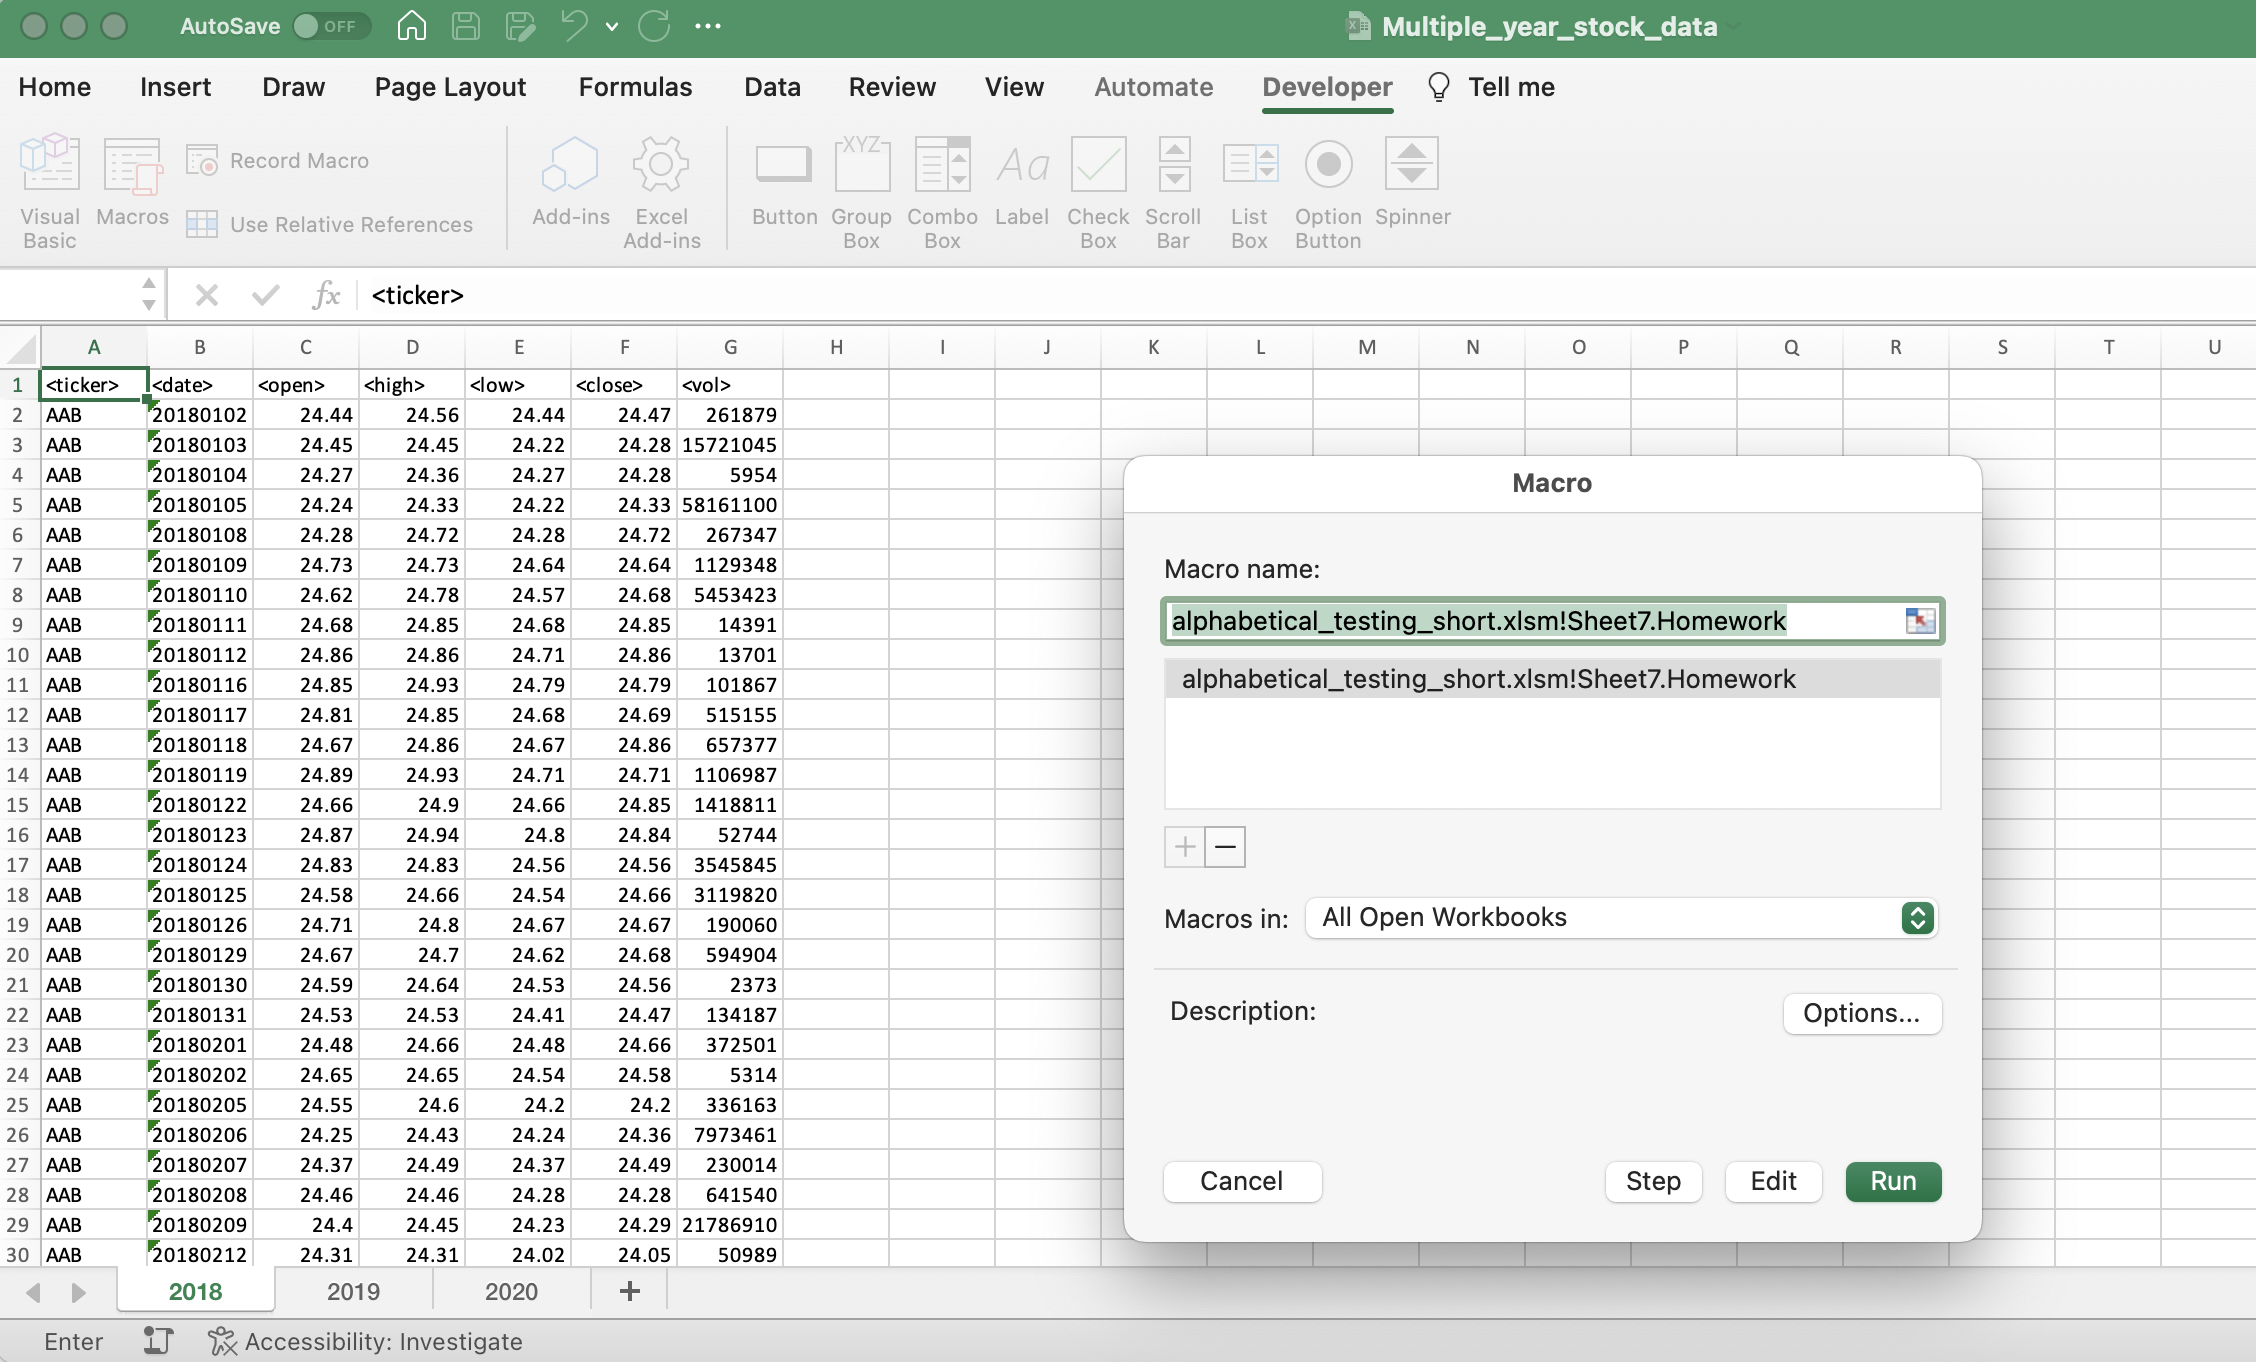 AutoSave OFF Multiple_year_stock_data
Home Insert Draw Page Layout Formulas Data Review View Automate Developer Tell me
Visual Basic Macros Record Macro Use Relative References Add-ins Excel Add-ins Button XYZ Group Box Combo Box Aa Label Check Box Scroll Bar List Box Option Button Spinner
fx <ticker>
A B C D E F G H I J K L M N O P Q R S T U
1 <ticker> <date> <open> <high> <low> <close> <vol>
2 AAB 20180102 24.44 24.56 24.44 24.47 261879
3 AAB 20180103 24.45 24.45 24.22 24.28 15721045
4 AAB 20180104 24.27 24.36 24.27 24.28 5954
5 AAB 20180105 24.24 24.33 24.22 24.33 58161100
6 AAB 20180108 24.28 24.72 24.28 24.72 267347
7 AAB 20180109 24.73 24.73 24.64 24.64 1129348
8 AAB 20180110 24.62 24.78 24.57 24.68 5453423
9 AAB 20180111 24.68 24.85 24.68 24.85 14391
10 AAB 20180112 24.86 24.86 24.71 24.86 13701
11 AAB 20180116 24.85 24.93 24.79 24.79 101867
12 AAB 20180117 24.81 24.85 24.68 24.69 515155
13 AAB 20180118 24.67 24.86 24.67 24.86 657377
14 AAB 20180119 24.89 24.93 24.71 24.71 1106987
15 AAB 20180122 24.66 24.9 24.66 24.85 1418811
16 AAB 20180123 24.87 24.94 24.8 24.84 52744
17 AAB 20180124 24.83 24.83 24.56 24.56 3545845
18 AAB 20180125 24.58 24.66 24.54 24.66 3119820
19 AAB 20180126 24.71 24.8 24.67 24.67 190060
20 AAB 20180129 24.67 24.7 24.62 24.68 594904
21 AAB 20180130 24.59 24.64 24.53 24.56 2373
22 AAB 20180131 24.53 24.53 24.41 24.47 134187
23 AAB 20180201 24.48 24.66 24.48 24.66 372501
24 AAB 20180202 24.65 24.65 24.54 24.58 5314
25 AAB 20180205 24.55 24.6 24.2 24.2 336163
26 AAB 20180206 24.25 24.43 24.24 24.36 7973461
27 AAB 20180207 24.37 24.49 24.37 24.49 230014
28 AAB 20180208 24.46 24.46 24.28 24.28 641540
29 AAB 20180209 24.4 24.45 24.23 24.29 21786910
30 AAB 20180212 24.31 24.31 24.02 24.05 50989
Macro
Macro name:
alphabetical_testing_short.xlsm!Sheet7.Homework
alphabetical_testing_short.xlsm!Sheet7.Homework
Macros in: All Open Workbooks
Description: Options...
Cancel Step Edit Run
2018 2019 2020 +
Enter Accessibility: Investigate